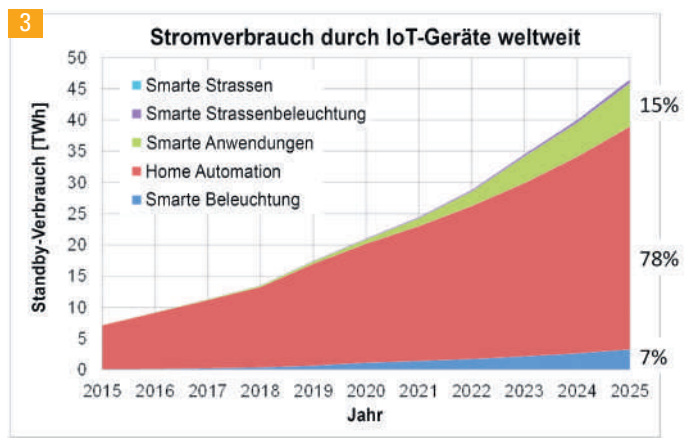 3
Stromverbrauch durch IoT-Geräte weltweit
Standby-Verbrauch [TWh]
50
45
40
35
30
25
20
15
10
5
0
Smarte Strassen
Smarte Strassenbeleuchtung
Smarte Anwendungen
Home Automation
Smarte Beleuchtung
15%
78%
7%
2015 2016 2017 2018 2019 2020 2021 2022 2023 2024 2025
Jahr